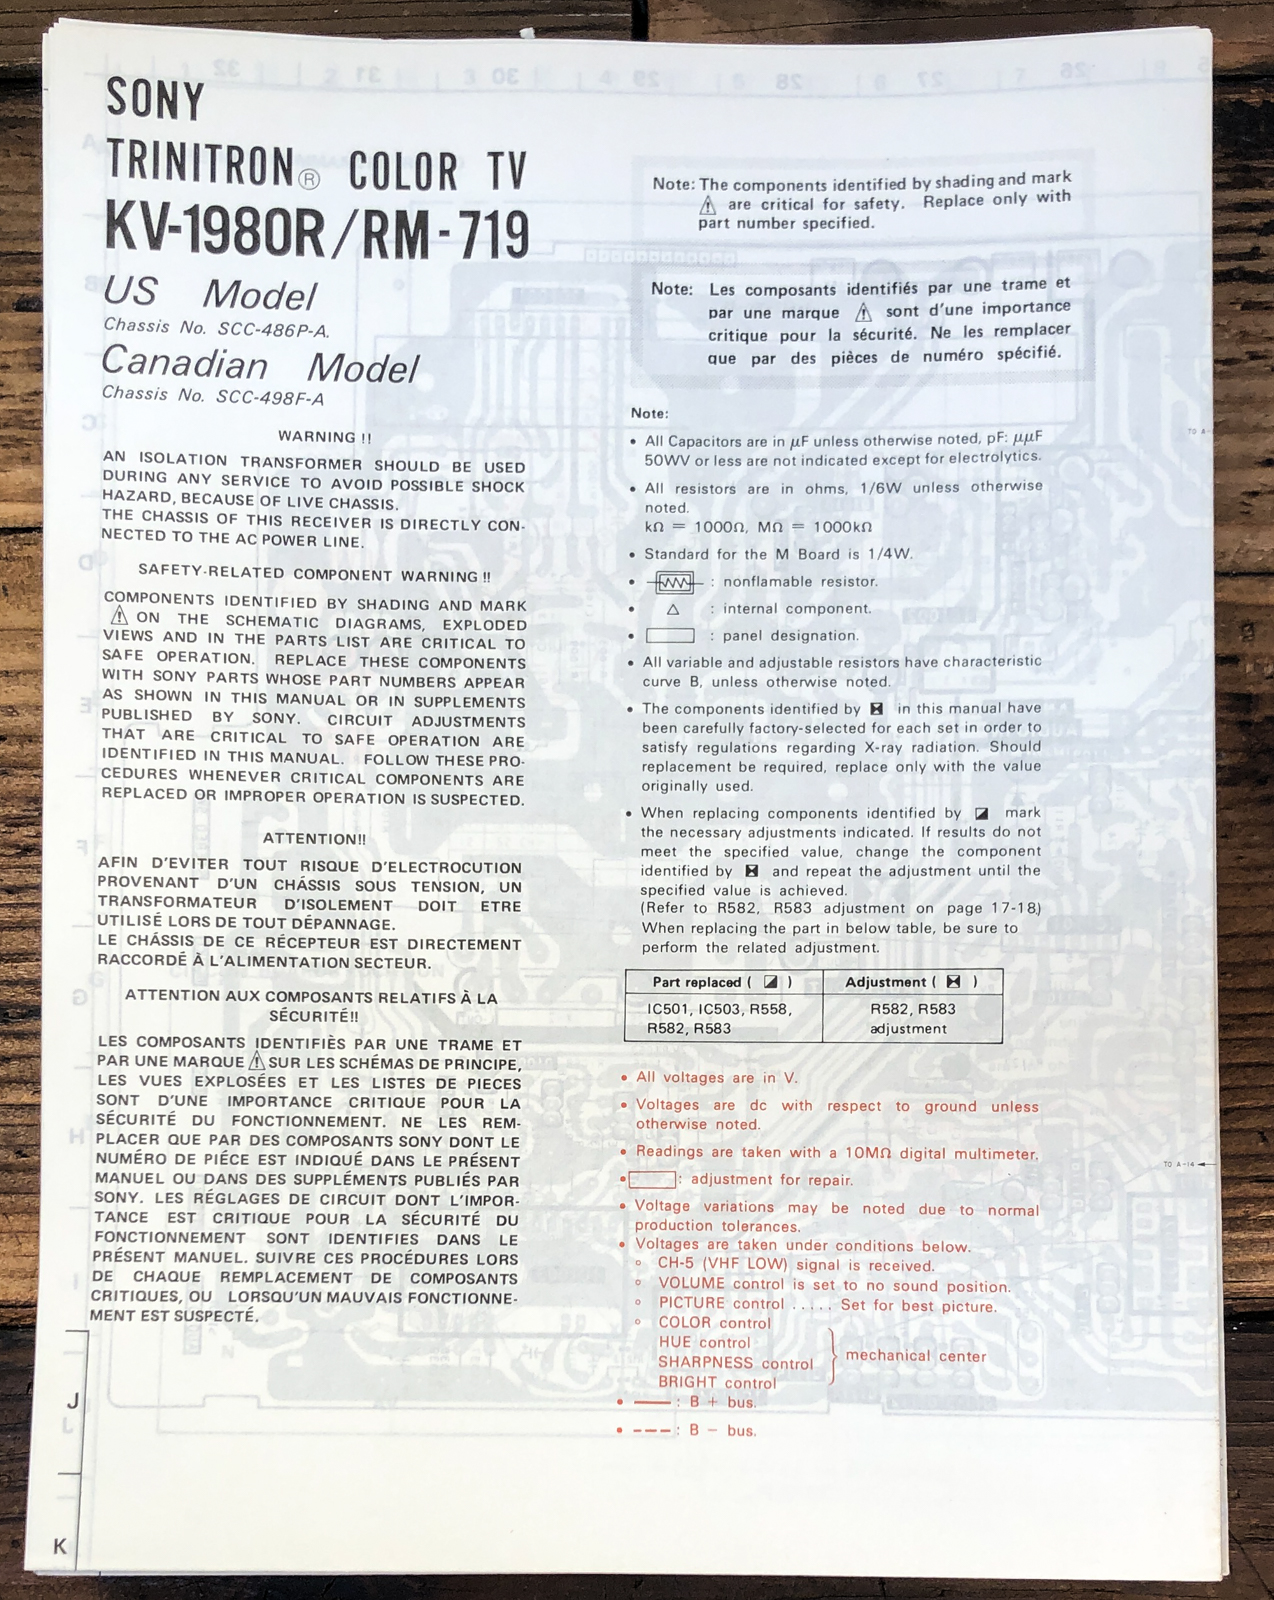 SONY
TRINITRON® COLOR TV
KV-1980R/RM-719
US Model
Chassis No. SCC-486P-A.
Canadian Model
Chassis No. SCC-498F-A
WARNING !!
AN ISOLATION TRANSFORMER SHOULD BE USED
DURING ANY SERVICE TO AVOID POSSIBLE SHOCK
HAZARD, BECAUSE OF LIVE CHASSIS.
THE CHASSIS OF THIS RECEIVER IS DIRECTLY CON-
NECTED TO THE AC POWER LINE.
SAFETY-RELATED COMPONENT WARNING !!
COMPONENTS IDENTIFIED BY SHADING AND MARK
⚠ ON THE SCHEMATIC DIAGRAMS, EXPLODED
VIEWS AND IN THE PARTS LIST ARE CRITICAL TO
SAFE OPERATION. REPLACE THESE COMPONENTS
WITH SONY PARTS WHOSE PART NUMBERS APPEAR
AS SHOWN IN THIS MANUAL OR IN SUPPLEMENTS
PUBLISHED BY SONY. CIRCUIT ADJUSTMENTS
THAT ARE CRITICAL TO SAFE OPERATION ARE
IDENTIFIED IN THIS MANUAL. FOLLOW THESE PRO-
CEDURES WHENEVER CRITICAL COMPONENTS ARE
REPLACED OR IMPROPER OPERATION IS SUSPECTED.
ATTENTION!!
AFIN D'EVITER TOUT RISQUE D'ELECTROCUTION
PROVENANT D'UN CHÁSSIS SOUS TENSION, UN
TRANSFORMATEUR D'ISOLEMENT DOIT ETRE
UTILISÉ LORS DE TOUT DÉPANNAGE.
LE CHÁSSIS DE CE RÉCEPTEUR EST DIRECTEMENT
RACCORDÉ À L'ALIMENTATION SECTEUR.
ATTENTION AUX COMPOSANTS RELATIFS À LA
SÉCURITÉ!!
LES COMPOSANTS IDENTIFIÈS PAR UNE TRAME ET
PAR UNE MARQUE ⚠ SUR LES SCHÉMAS DE PRINCIPE,
LES VUES EXPLOSÉES ET LES LISTES DE PIECES
SONT D'UNE IMPORTANCE CRITIQUE POUR LA
SÉCURITÉ DU FONCTIONNEMENT. NE LES REM-
PLACER QUE PAR DES COMPOSANTS SONY DONT LE
NUMÉRO DE PIÉCE EST INDIQUÉ DANS LE PRÉSENT
MANUEL OU DANS DES SUPPLÉMENTS PUBLIÉS PAR
SONY. LES RÉGLAGES DE CIRCUIT DONT L'IMPOR-
TANCE EST CRITIQUE POUR LA SÉCURITÉ DU
FONCTIONNEMENT SONT IDENTIFIES DANS LE
PRÉSENT MANUEL. SUIVRE CES PROCÉDURES LORS
DE CHAQUE REMPLACEMENT DE COMPOSANTS
CRITIQUES, OU LORSQU'UN MAUVAIS FONCTIONNE-
MENT EST SUSPECTÉ.
J
K
Note: The components identified by shading and mark
⚠ are critical for safety. Replace only with
part number specified.
Note: Les composants identifiés par une trame et
par une marque ⚠ sont d'une importance
critique pour la sécurité. Ne les remplacer
que par des pièces de numéro spécifié.
Note:
• All Capacitors are in μF unless otherwise noted, pF: μμF
50WV or less are not indicated except for electrolytics.
• All resistors are in ohms, 1/6W unless otherwise
noted.
kΩ = 1000Ω, MΩ = 1000kΩ
• Standard for the M Board is 1/4W.
• : nonflamable resistor.
• △ : internal component.
• : panel designation.
• All variable and adjustable resistors have characteristic
curve B, unless otherwise noted.
• The components identified by in this manual have
been carefully factory-selected for each set in order to
satisfy regulations regarding X-ray radiation. Should
replacement be required, replace only with the value
originally used.
• When replacing components identified by mark
the necessary adjustments indicated. If results do not
meet the specified value, change the component
identified by and repeat the adjustment until the
specified value is achieved.
(Refer to R582, R583 adjustment on page 17-18)
When replacing the part in below table, be sure to
perform the related adjustment.
Part replaced ( ) Adjustment ( )
IC501, IC503, R558, R582, R583
R582, R583 adjustment
• All voltages are in V.
• Voltages are dc with respect to ground unless
otherwise noted.
• Readings are taken with a 10MΩ digital multimeter.
• : adjustment for repair.
• Voltage variations may be noted due to normal
production tolerances.
• Voltages are taken under conditions below.
○ CH-5 (VHF LOW) signal is received.
○ VOLUME control is set to no sound position.
○ PICTURE control ..... Set for best picture.
○ COLOR control
HUE control
SHARPNESS control
BRIGHT control
mechanical center
• —— : B + bus.
• --- : B − bus.
TO A-14